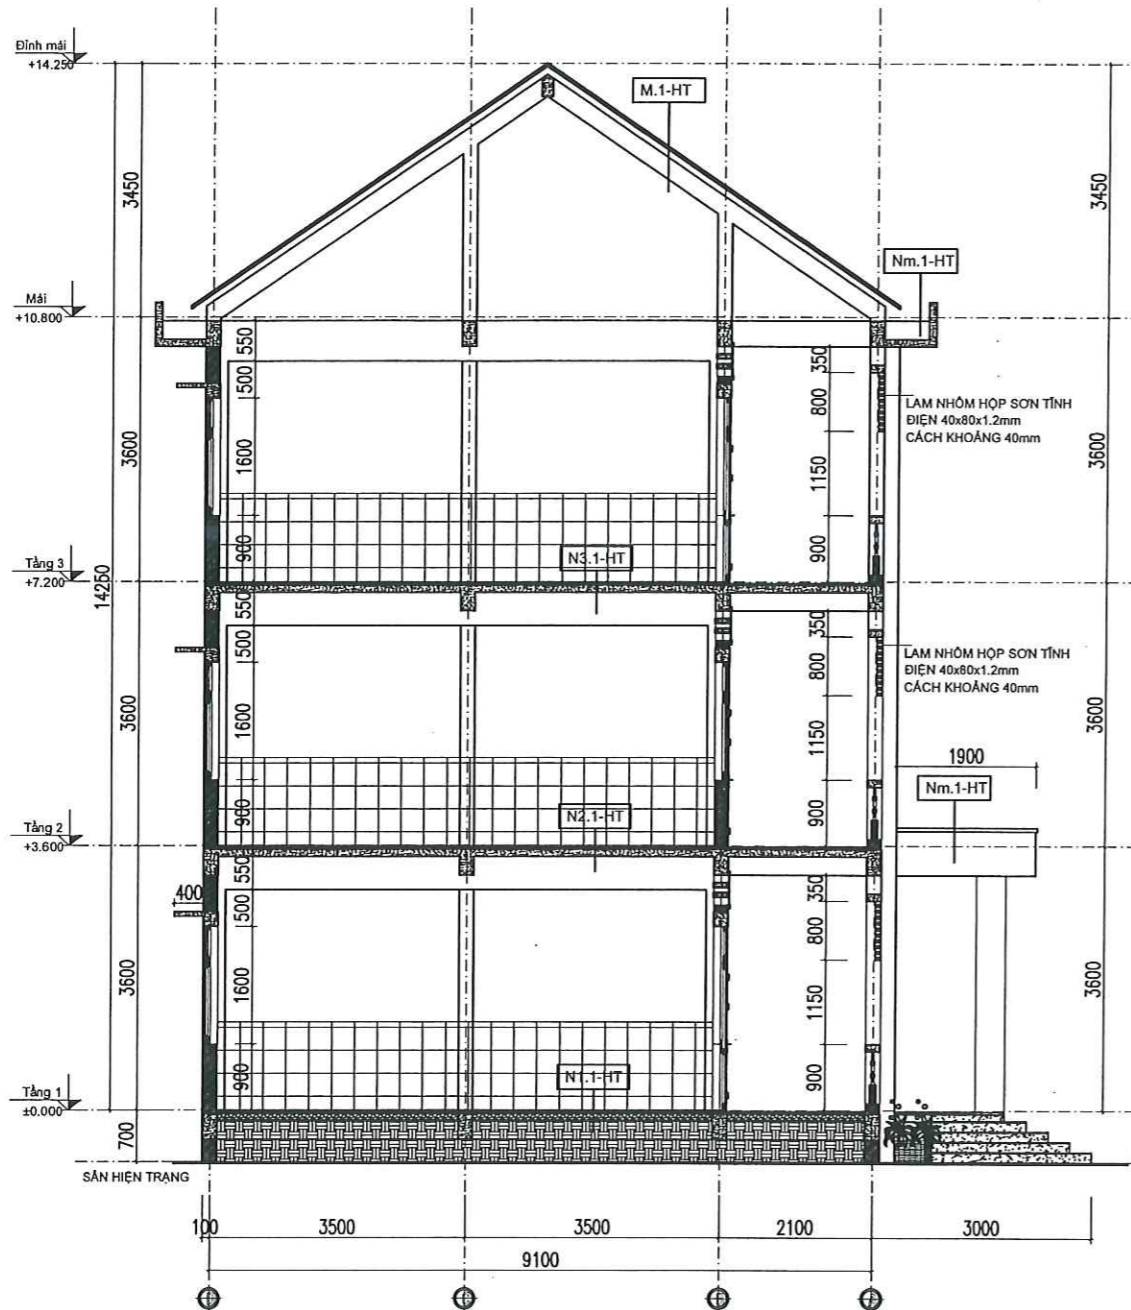 Đỉnh mái
+14.250
M.1-HT
3450
3450
Nm.1-HT
Mái
+10.800
550
500
1600
900
350
800
1150
900
LAM NHÔM HỘP SƠN TĨNH
ĐIỆN 40x80x1.2mm
CÁCH KHOẢNG 40mm
3600
3600
N3.1-HT
Tầng 3
+7.200
14250
550
500
1600
900
350
800
1150
900
LAM NHÔM HỘP SƠN TĨNH
ĐIỆN 40x80x1.2mm
CÁCH KHOẢNG 40mm
3600
3600
1900
Nm.1-HT
N2.1-HT
Tầng 2
+3.600
400
550
500
1600
900
350
800
1150
900
3600
3600
N1.1-HT
Tầng 1
±0.000
700
SÂN HIỆN TRẠNG
100
3500
3500
2100
3000
9100